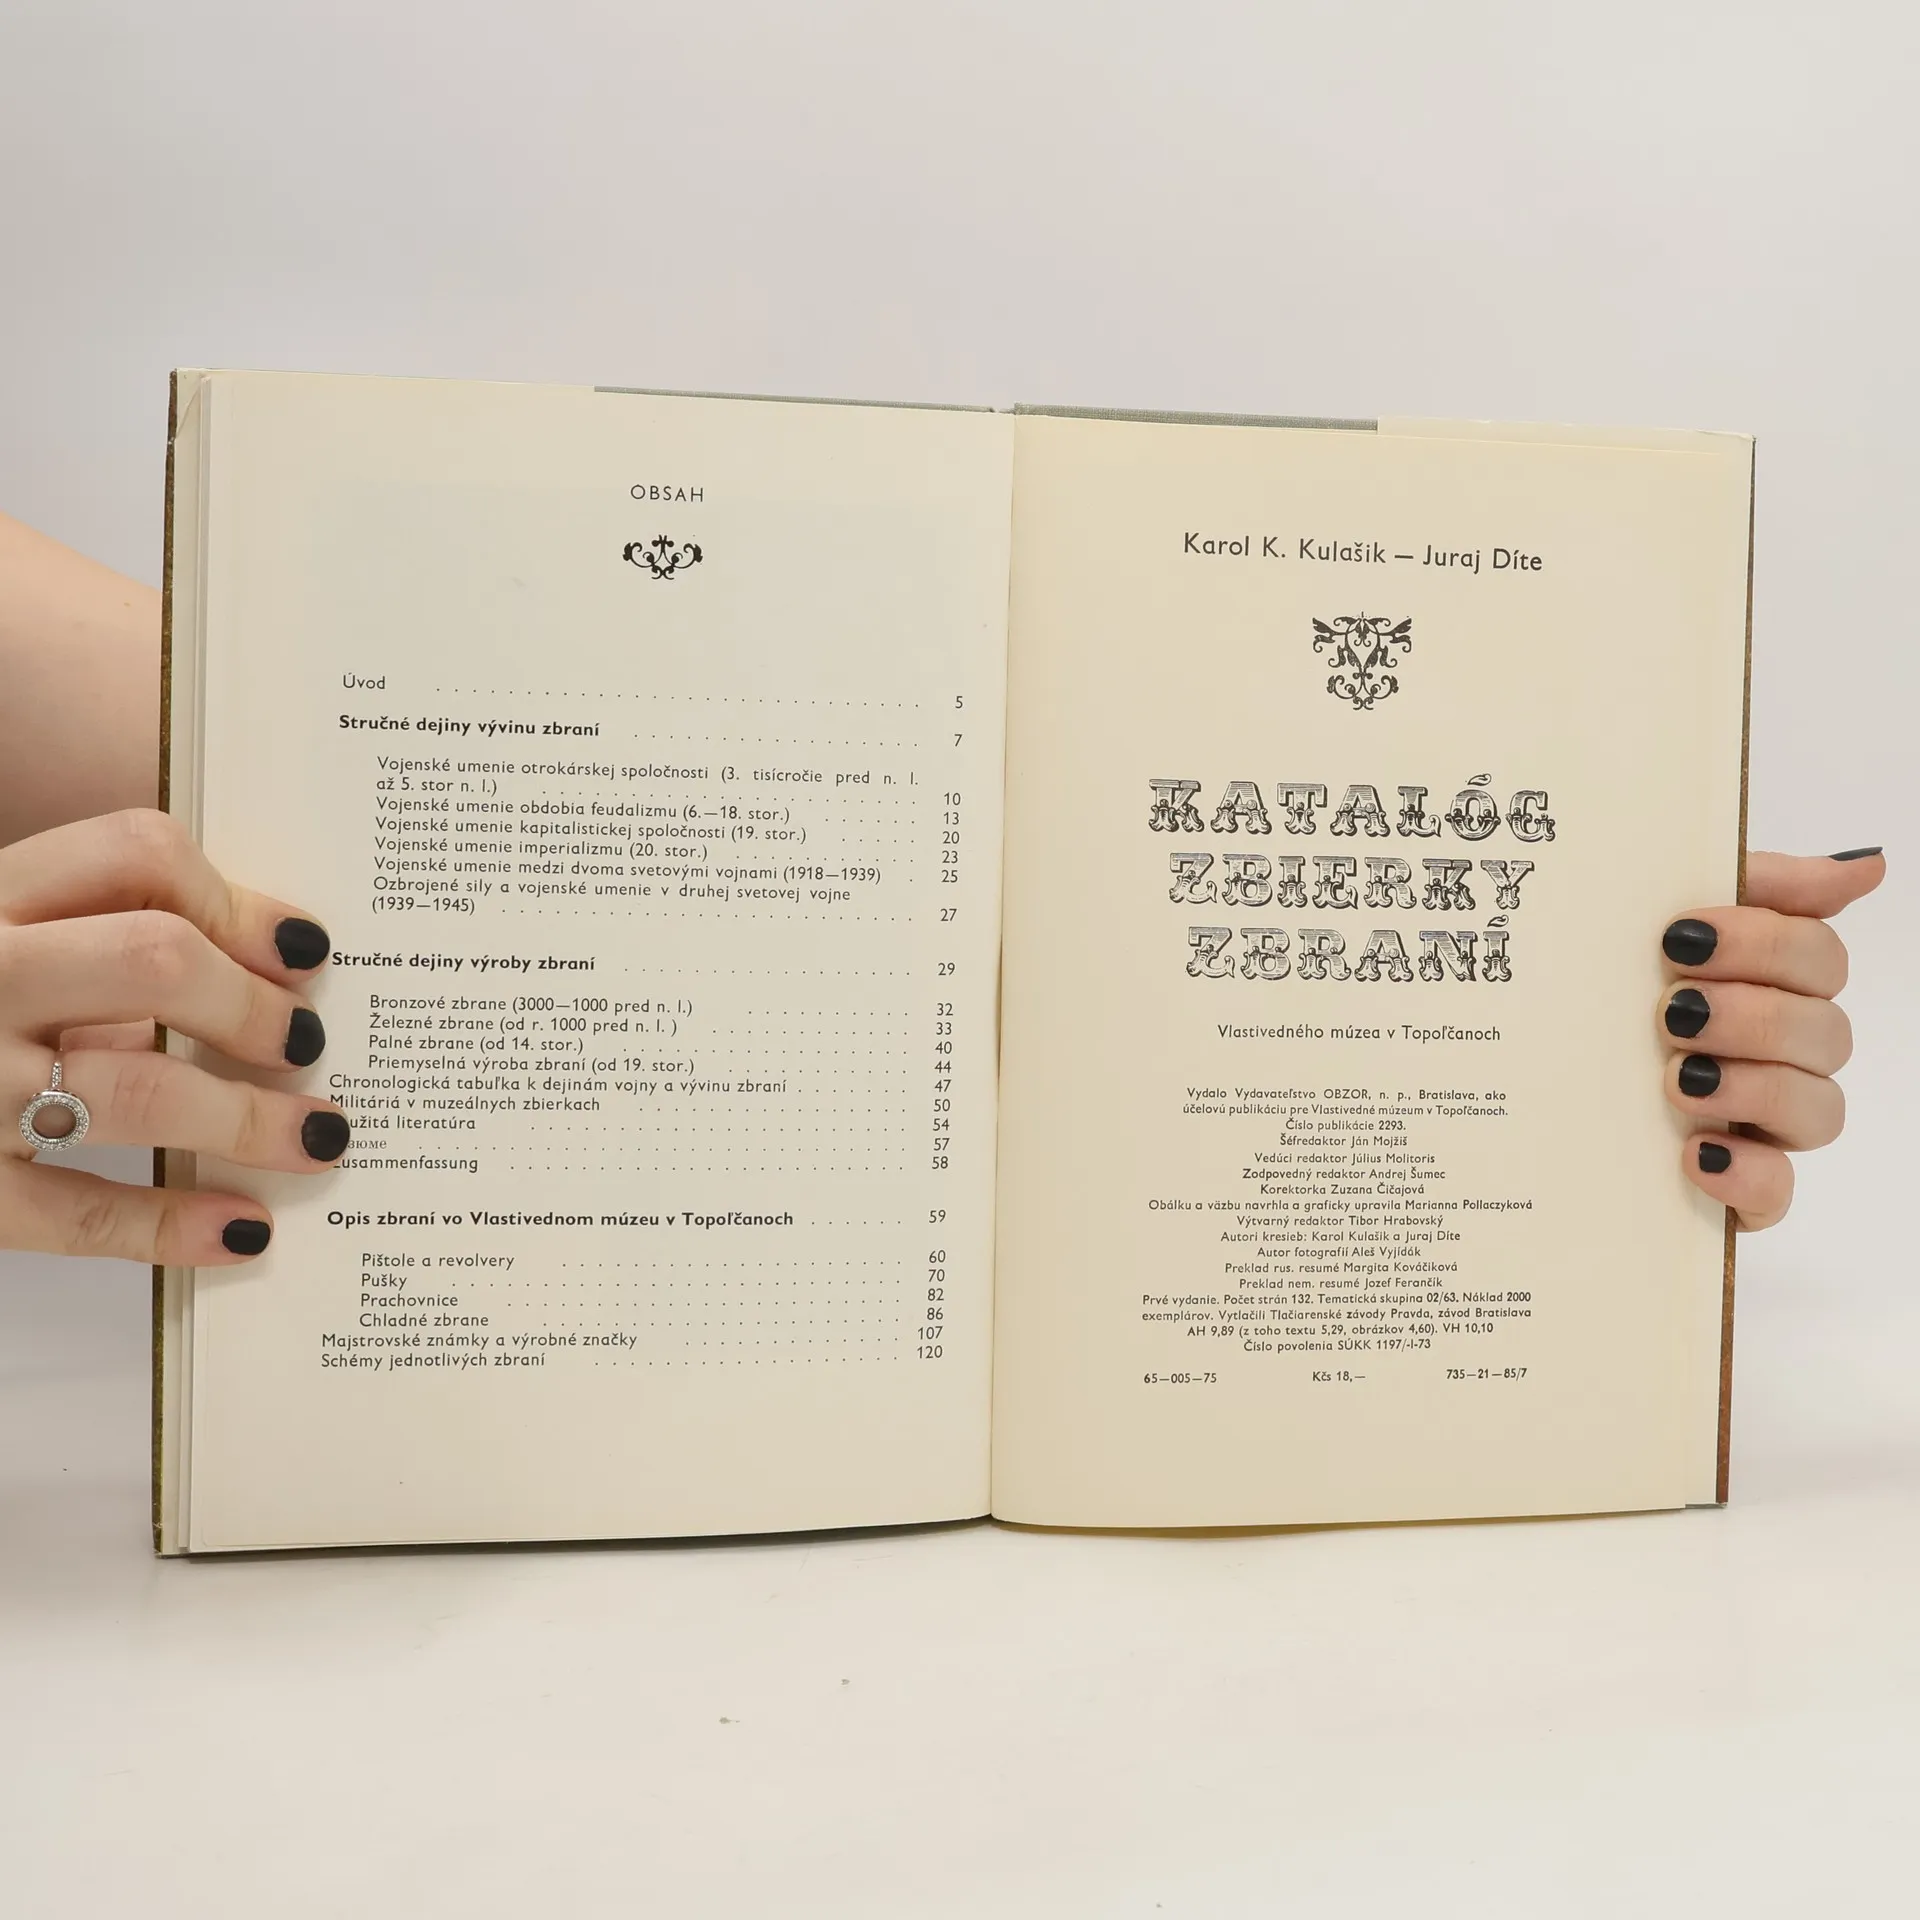 OBSAH
Úvod . . . . . . . . . . . . . . . . . . . . . . . . . . . 5
Stručné dejiny vývinu zbraní . . . . . . . . . . . . . . . . 7
Vojenské umenie otrokárskej spoločnosti (3. tisícročie pred n. l.
až 5. stor n. l.) . . . . . . . . . . . . . . . . . . . . . 10
Vojenské umenie obdobia feudalizmu (6.—18. stor.) . . . . . . 13
Vojenské umenie kapitalistickej spoločnosti (19. stor.) . . . . . 20
Vojenské umenie imperializmu (20. stor.) . . . . . . . . . . 23
Vojenské umenie medzi dvoma svetovými vojnami (1918—1939) . 25
Ozbrojené sily a vojenské umenie v druhej svetovej vojne
(1939—1945) . . . . . . . . . . . . . . . . . . . . . . . 27
Stručné dejiny výroby zbraní . . . . . . . . . . . . . . . . 29
Bronzové zbrane (3000—1000 pred n. l.) . . . . . . . . . . 32
Železné zbrane (od r. 1000 pred n. l. ) . . . . . . . . . . . 33
Palné zbrane (od 14. stor.) . . . . . . . . . . . . . . . . 40
Priemyselná výroba zbraní (od 19. stor.) . . . . . . . . . . 44
Chronologická tabuľka k dejinám vojny a vývinu zbraní . . . . . . 47
Militáriá v muzeálnych zbierkach . . . . . . . . . . . . . . . 50
užitá literatúra . . . . . . . . . . . . . . . . . . . . . 54
зюме . . . . . . . . . . . . . . . . . . . . . . . . . . . 57
Zusammenfassung . . . . . . . . . . . . . . . . . . . . . . 58
Opis zbraní vo Vlastivednom múzeu v Topoľčanoch . . . . . . 59
Pištole a revolvery . . . . . . . . . . . . . . . . . . . 60
Pušky . . . . . . . . . . . . . . . . . . . . . . . . . . 70
Prachovnice . . . . . . . . . . . . . . . . . . . . . . . 82
Chladné zbrane . . . . . . . . . . . . . . . . . . . . . 86
Majstrovské známky a výrobné značky . . . . . . . . . . . . 107
Schémy jednotlivých zbraní . . . . . . . . . . . . . . . . . 120
Karol K. Kulašik — Juraj Díte
KATALÓG
ZBIERKY
ZBRANÍ
Vlastivedného múzea v Topoľčanoch
Vydalo Vydavateľstvo OBZOR, n. p., Bratislava, ako
účelovú publikáciu pre Vlastivedné múzeum v Topoľčanoch.
Číslo publikácie 2293.
Šéfredaktor Ján Mojžiš
Vedúci redaktor Július Molitoris
Zodpovedný redaktor Andrej Šumec
Korektorka Zuzana Čičajová
Obálku a väzbu navrhla a graficky upravila Marianna Pollaczyková
Výtvarný redaktor Tibor Hrabovský
Autori kresieb: Karol Kulašik a Juraj Díte
Autor fotografií Aleš Vyjídák
Preklad rus. resumé Margita Kováčiková
Preklad nem. resumé Jozef Ferančík
Prvé vydanie. Počet strán 132. Tematická skupina 02/63. Náklad 2000
exemplárov. Vytlačili Tlačiarenské závody Pravda, závod Bratislava
AH 9,89 (z toho textu 5,29, obrázkov 4,60). VH 10,10
Číslo povolenia SÚKK 1197/-I-73
65—005—75 Kčs 18,— 735—21—85/7